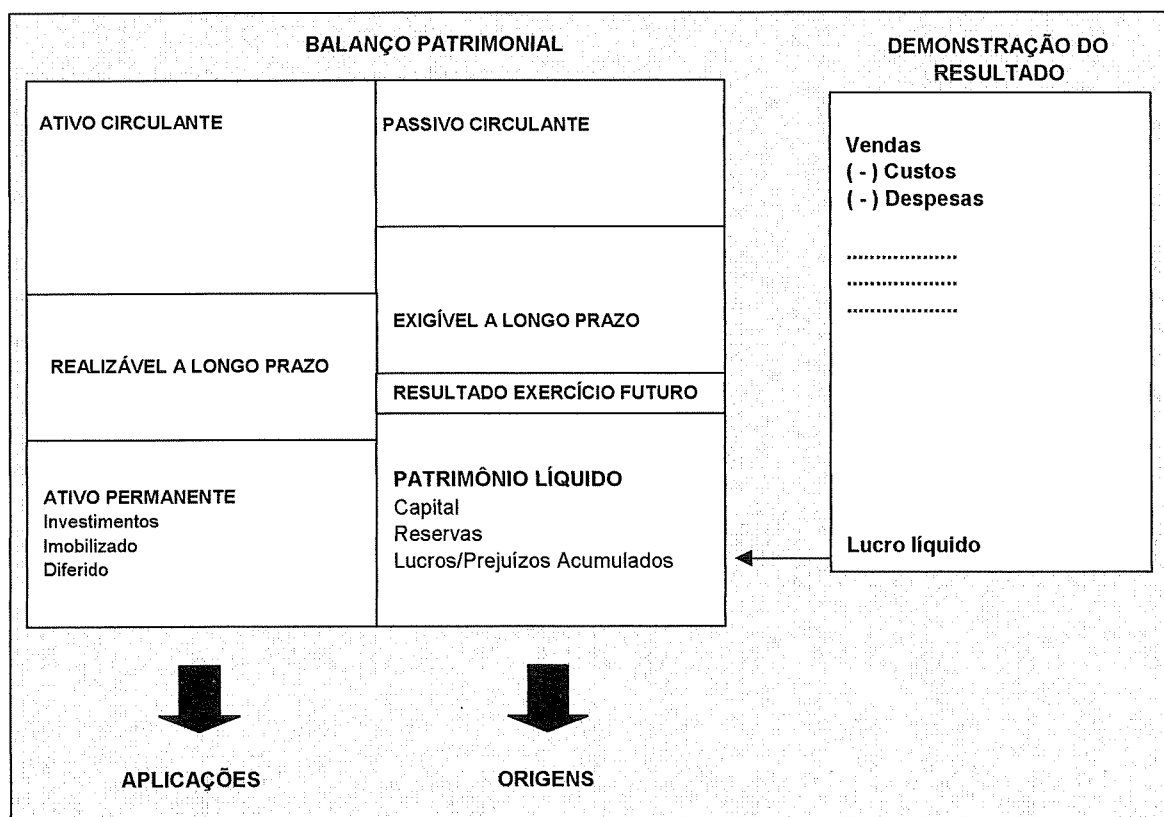 BALANÇO PATRIMONIAL
ATIVO CIRCULANTE
REALIZÁVEL A LONGO PRAZO
ATIVO PERMANENTE
Investimentos
Imobilizado
Diferido
PASSIVO CIRCULANTE
EXIGÍVEL A LONGO PRAZO
RESULTADO EXERCÍCIO FUTURO
PATRIMÔNIO LÍQUIDO
Capital
Reservas
Lucros/Prejuízos Acumulados
APLICAÇÕES
ORIGENS
DEMONSTRAÇÃO DO
RESULTADO
Vendas
( - ) Custos
( - ) Despesas
...................
...................
...................
Lucro líquido